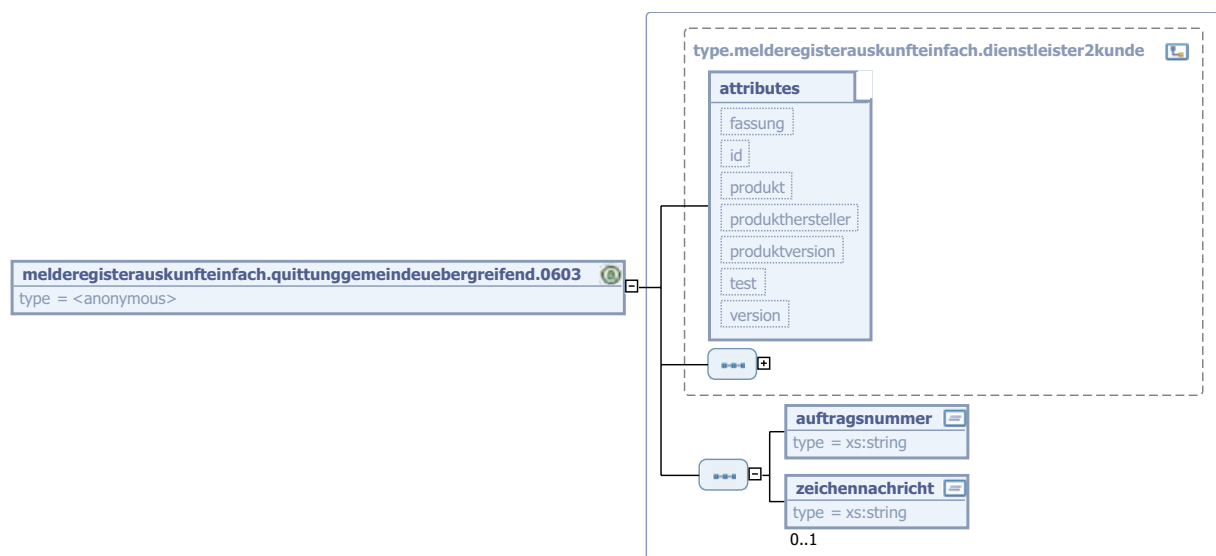 type.melderegisterauskunfteinfach.dienstleister2kunde
attributes
fassung
id
produkt
produkthersteller
produktversion
test
version
melderegisterauskunfteinfach.quittunggemeindeuebergreifend.0603
type = <anonymous>
auftragsnummer
type = xs:string
zeichennachricht
type = xs:string
0..1